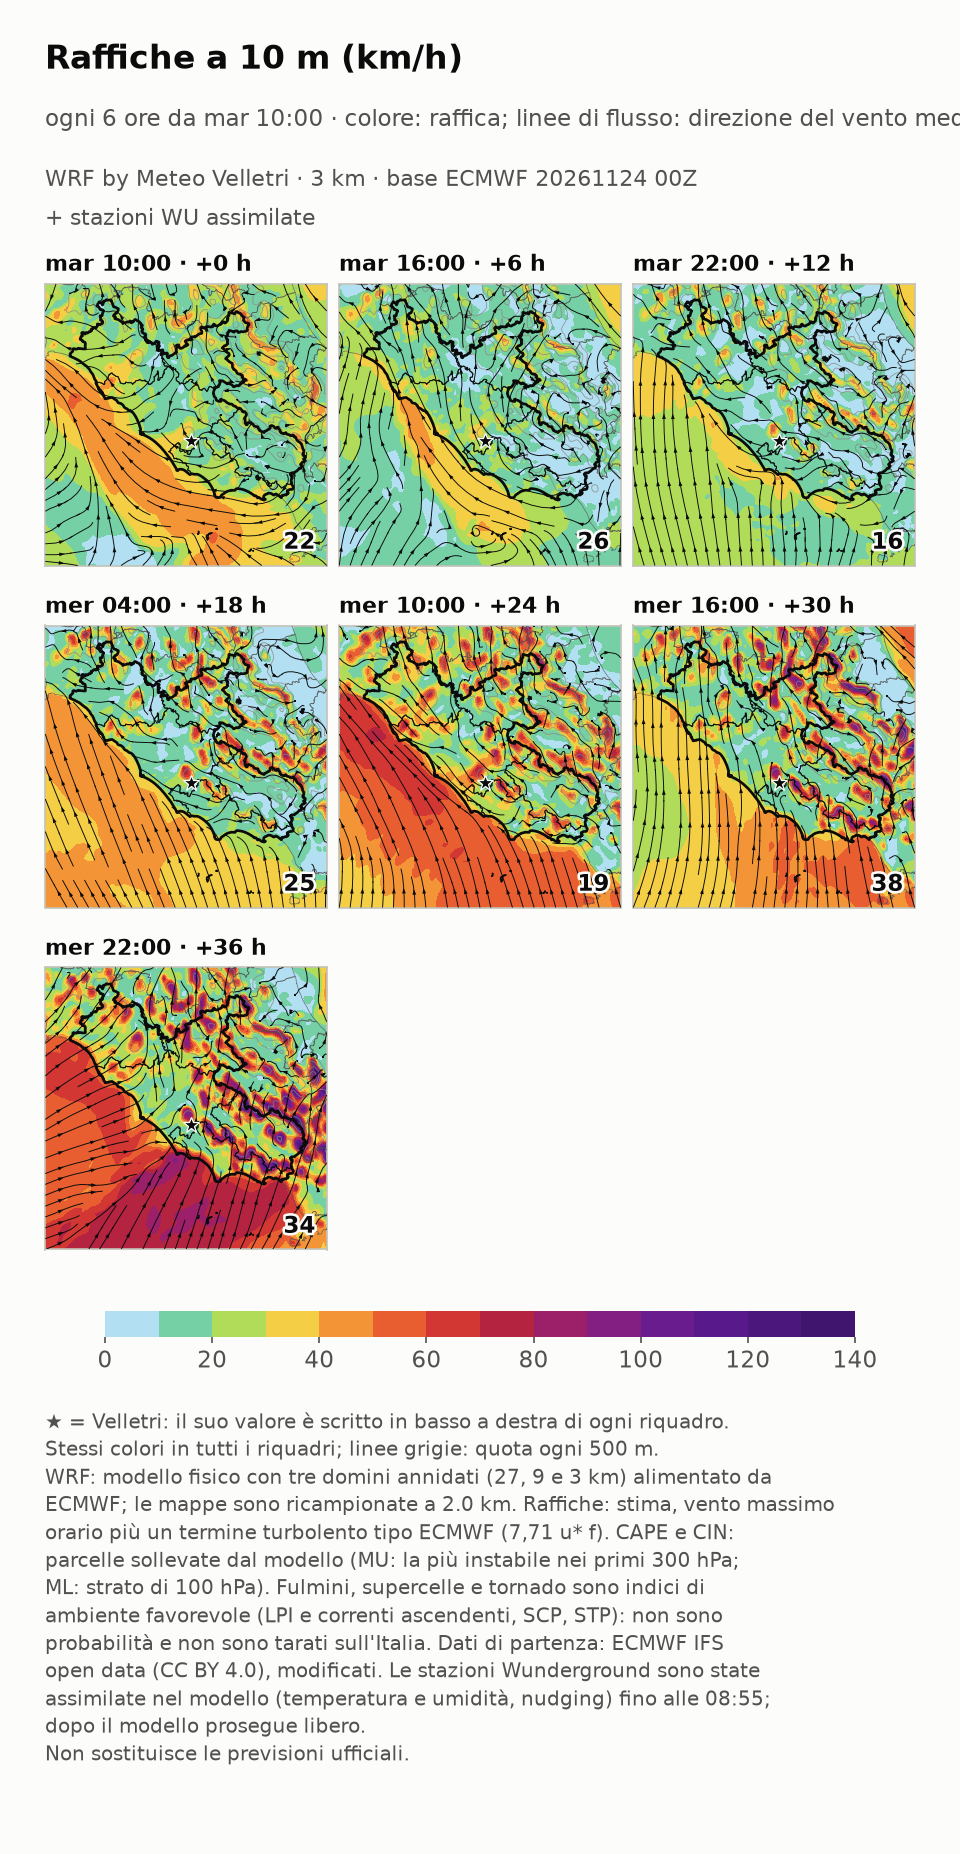 Raffiche a 10 m (km/h)
ogni 6 ore da mar 10:00 · colore: raffica; linee di flusso: direzione del vento med
WRF by Meteo Velletri · 3 km · base ECMWF 20261124 00Z
+ stazioni WU assimilate
mar 10:00 · +0 h
mar 16:00 · +6 h
mar 22:00 · +12 h
22
26
16
mer 04:00 · +18 h
mer 10:00 · +24 h
mer 16:00 · +30 h
25
19
38
mer 22:00 · +36 h
34
0 20 40 60 80 100 120 140
★ = Velletri: il suo valore è scritto in basso a destra di ogni riquadro.
Stessi colori in tutti i riquadri; linee grigie: quota ogni 500 m.
WRF: modello fisico con tre domini annidati (27, 9 e 3 km) alimentato da
ECMWF; le mappe sono ricampionate a 2.0 km. Raffiche: stima, vento massimo
orario più un termine turbolento tipo ECMWF (7,71 u* f). CAPE e CIN:
parcelle sollevate dal modello (MU: la più instabile nei primi 300 hPa;
ML: strato di 100 hPa). Fulmini, supercelle e tornado sono indici di
ambiente favorevole (LPI e correnti ascendenti, SCP, STP): non sono
probabilità e non sono tarati sull'Italia. Dati di partenza: ECMWF IFS
open data (CC BY 4.0), modificati. Le stazioni Wunderground sono state
assimilate nel modello (temperatura e umidità, nudging) fino alle 08:55;
dopo il modello prosegue libero.
Non sostituisce le previsioni ufficiali.